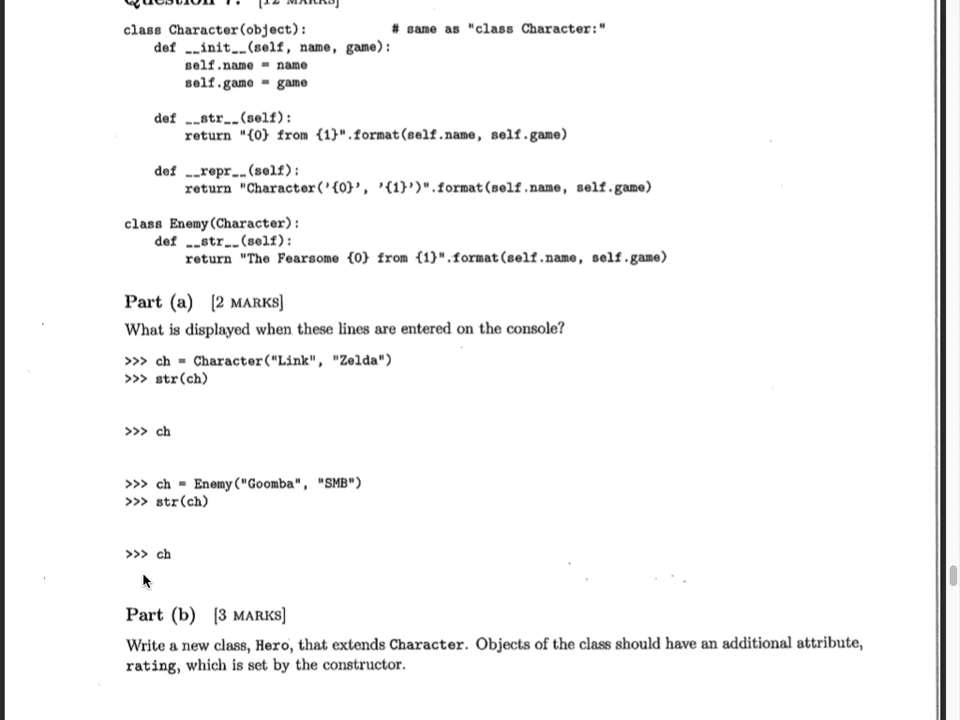 Question 7. [12 MARKS]
class Character(object): # same as "class Character:"
def __init__(self, name, game):
self.name = name
self.game = game
def __str__(self):
return "{0} from {1}".format(self.name, self.game)
def __repr__(self):
return "Character('{0}', '{1}')".format(self.name, self.game)
class Enemy(Character):
def __str__(self):
return "The Fearsome {0} from {1}".format(self.name, self.game)
Part (a) [2 MARKS]
What is displayed when these lines are entered on the console?
>>> ch = Character("Link", "Zelda")
>>> str(ch)
>>> ch
>>> ch = Enemy("Goomba", "SMB")
>>> str(ch)
>>> ch
Part (b) [3 MARKS]
Write a new class, Hero, that extends Character. Objects of the class should have an additional attribute,
rating, which is set by the constructor.